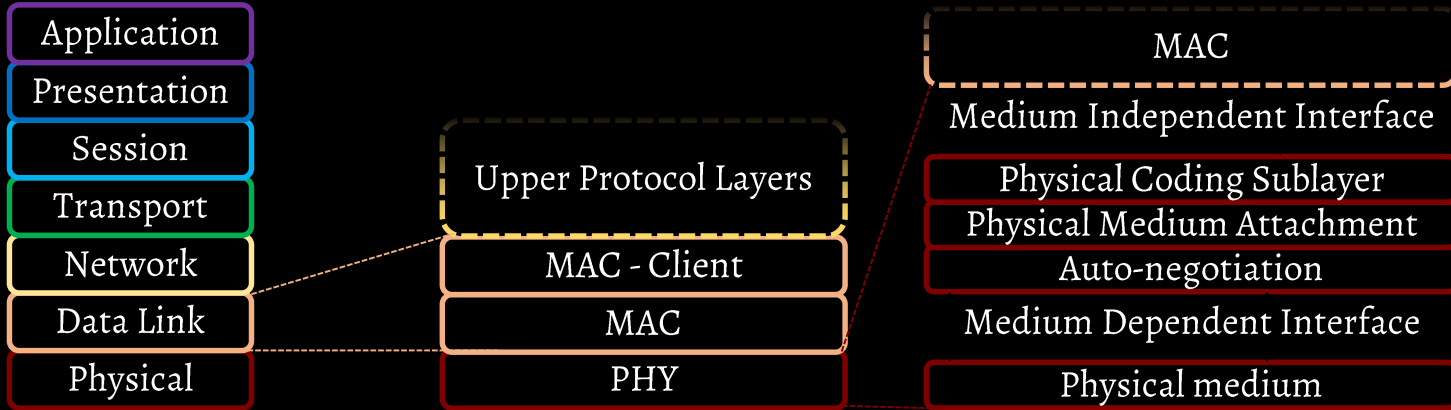 Application
Presentation
Session
Transport
Network
Data Link
Physical
Upper Protocol Layers
MAC - Client
MAC
PHY
MAC
Medium Independent Interface
Physical Coding Sublayer
Physical Medium Attachment
Auto-negotiation
Medium Dependent Interface
Physical medium